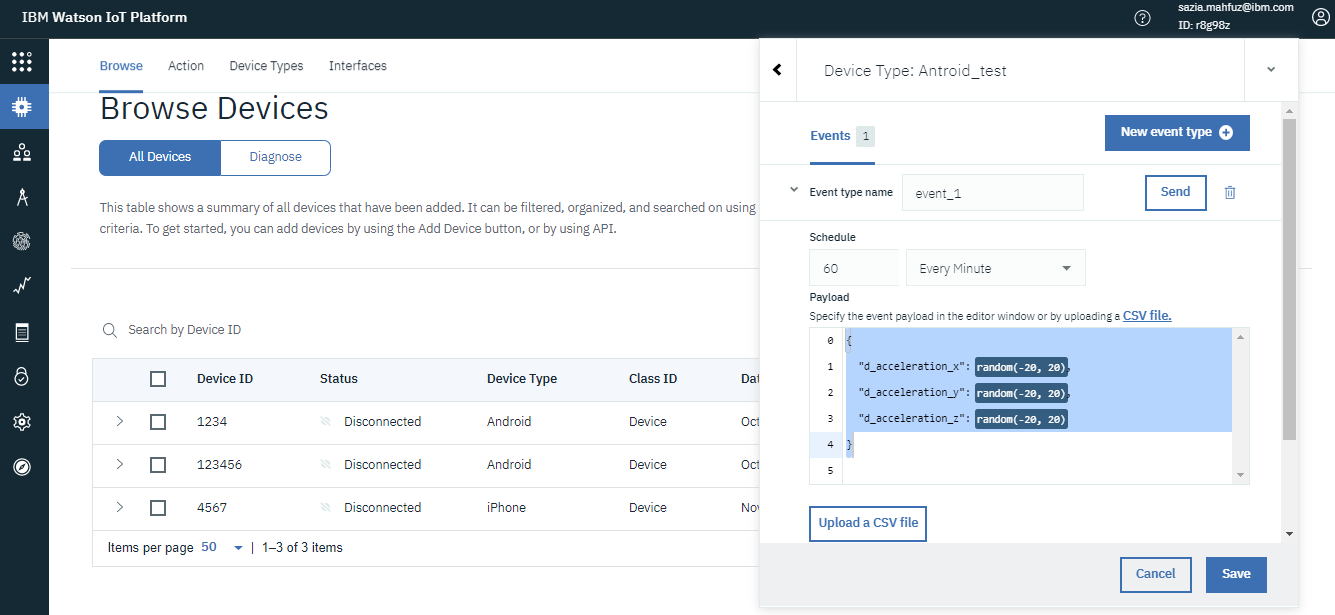 IBM Watson IoT Platform
sazia.mahfuz@ibm.com
ID: r8g98z
Browse
Action
Device Types
Interfaces
Browse Devices
All Devices
Diagnose
This table shows a summary of all devices that have been added. It can be filtered, organized, and searched on using
criteria. To get started, you can add devices by using the Add Device button, or by using API.
Search by Device ID
Device ID Status Device Type Class ID Dat
1234 Disconnected Android Device Oct
123456 Disconnected Android Device Oct
4567 Disconnected iPhone Device Nov
Items per page 50 | 1–3 of 3 items
Device Type: Antroid_test
Events 1
New event type
Event type name event_1 Send
Schedule
60 Every Minute
Payload
Specify the event payload in the editor window or by uploading a CSV file.
0 {
1 "d_acceleration_x": random(-20, 20),
2 "d_acceleration_y": random(-20, 20),
3 "d_acceleration_z": random(-20, 20)
4 }
5
Upload a CSV file
Cancel
Save